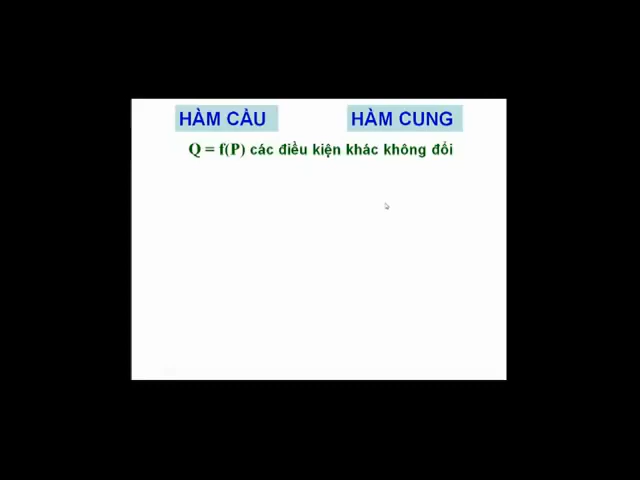 HÀM CẦU HÀM CUNG
Q = f(P) các điều kiện khác không đổi